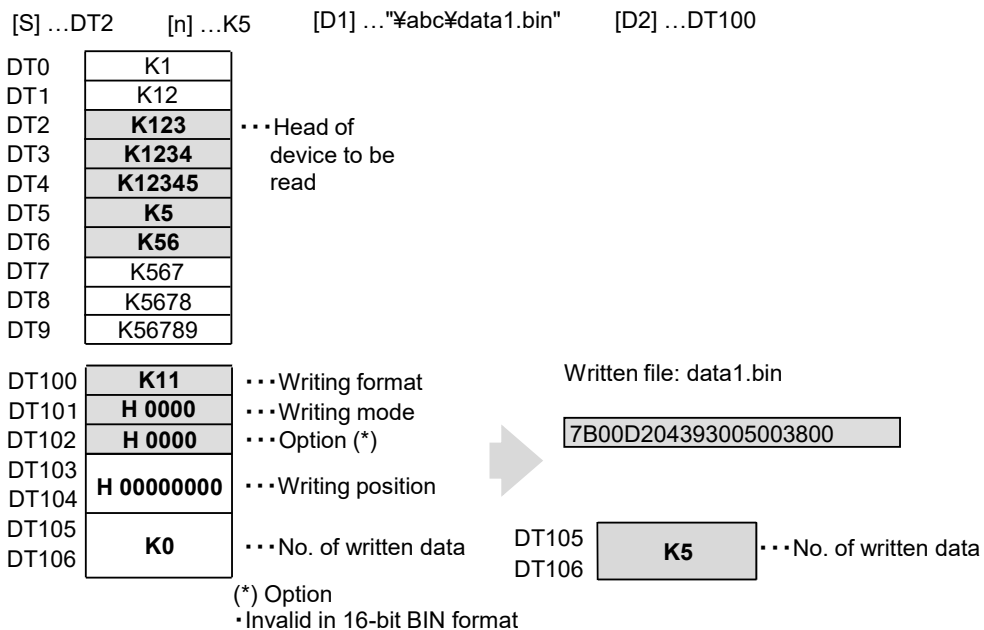 [S] …DT2 [n] …K5 [D1] …"¥abc¥data1.bin" [D2] …DT100
DT0 K1
DT1 K12
DT2 K123 ･･･Head of
DT3 K1234 device to be
DT4 K12345 read
DT5 K5
DT6 K56
DT7 K567
DT8 K5678
DT9 K56789
DT100 K11 ･･･Writing format
DT101 H 0000 ･･･Writing mode
DT102 H 0000 ･･･Option (*)
DT103
DT104 H 00000000 ･･･Writing position
DT105
DT106 K0 ･･･No. of written data
(*) Option
･Invalid in 16-bit BIN format
Written file: data1.bin
7B00D204393005003800
DT105
DT106 K5 ･･･No. of written data